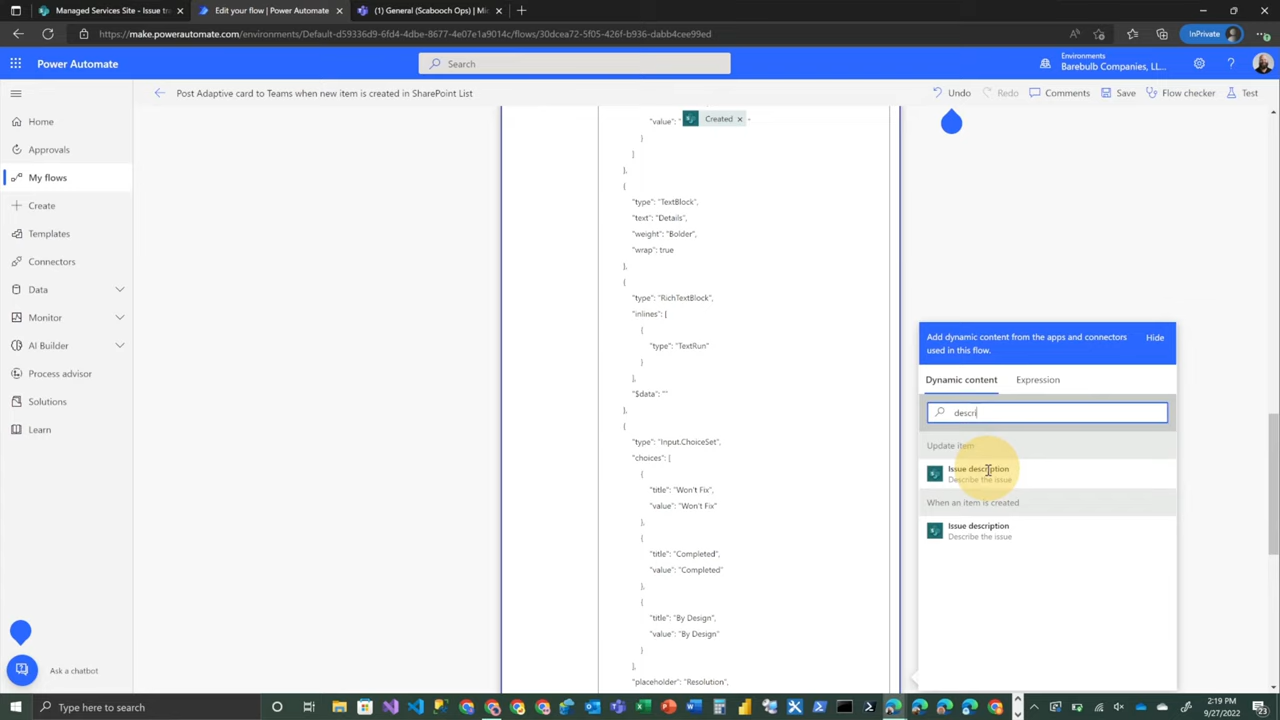 Managed Services Site - Issue tra
Edit your flow | Power Automate
(1) General (Sabooch Ops) | Mic
https://make.powerautomate.com/environments/Default-d59336d9-6fd4-4dbe-8677-4e07e1a9014c/flows/30dcea72-5f05-426f-b936-dabb4cee99ed
InPrivate
Power Automate
Search
Environments
Barebulb Companies, LL...
Post Adaptive card to Teams when new item is created in SharePoint List
Undo
Redo
Comments
Save
Flow checker
Test
Home
Approvals
My flows
Create
Templates
Connectors
Data
Monitor
AI Builder
Process advisor
Solutions
Learn
Ask a chatbot
"value": " Created × "
}
]
},
{
"type": "TextBlock",
"text": "Details",
"weight": "Bolder",
"wrap": true
},
{
"type": "RichTextBlock",
"inlines": [
{
"type": "TextRun"
}
],
"$data": ""
},
{
"type": "Input.ChoiceSet",
"choices": [
{
"title": "Won't Fix",
"value": "Won't Fix"
},
{
"title": "Completed",
"value": "Completed"
},
{
"title": "By Design",
"value": "By Design"
}
],
"placeholder": "Resolution",
Add dynamic content from the apps and connectors
used in this flow.
Hide
Dynamic content
Expression
descri
Update item
Issue description
Describe the issue
When an item is created
Issue description
Describe the issue
Type here to search
2:19 PM
9/27/2022